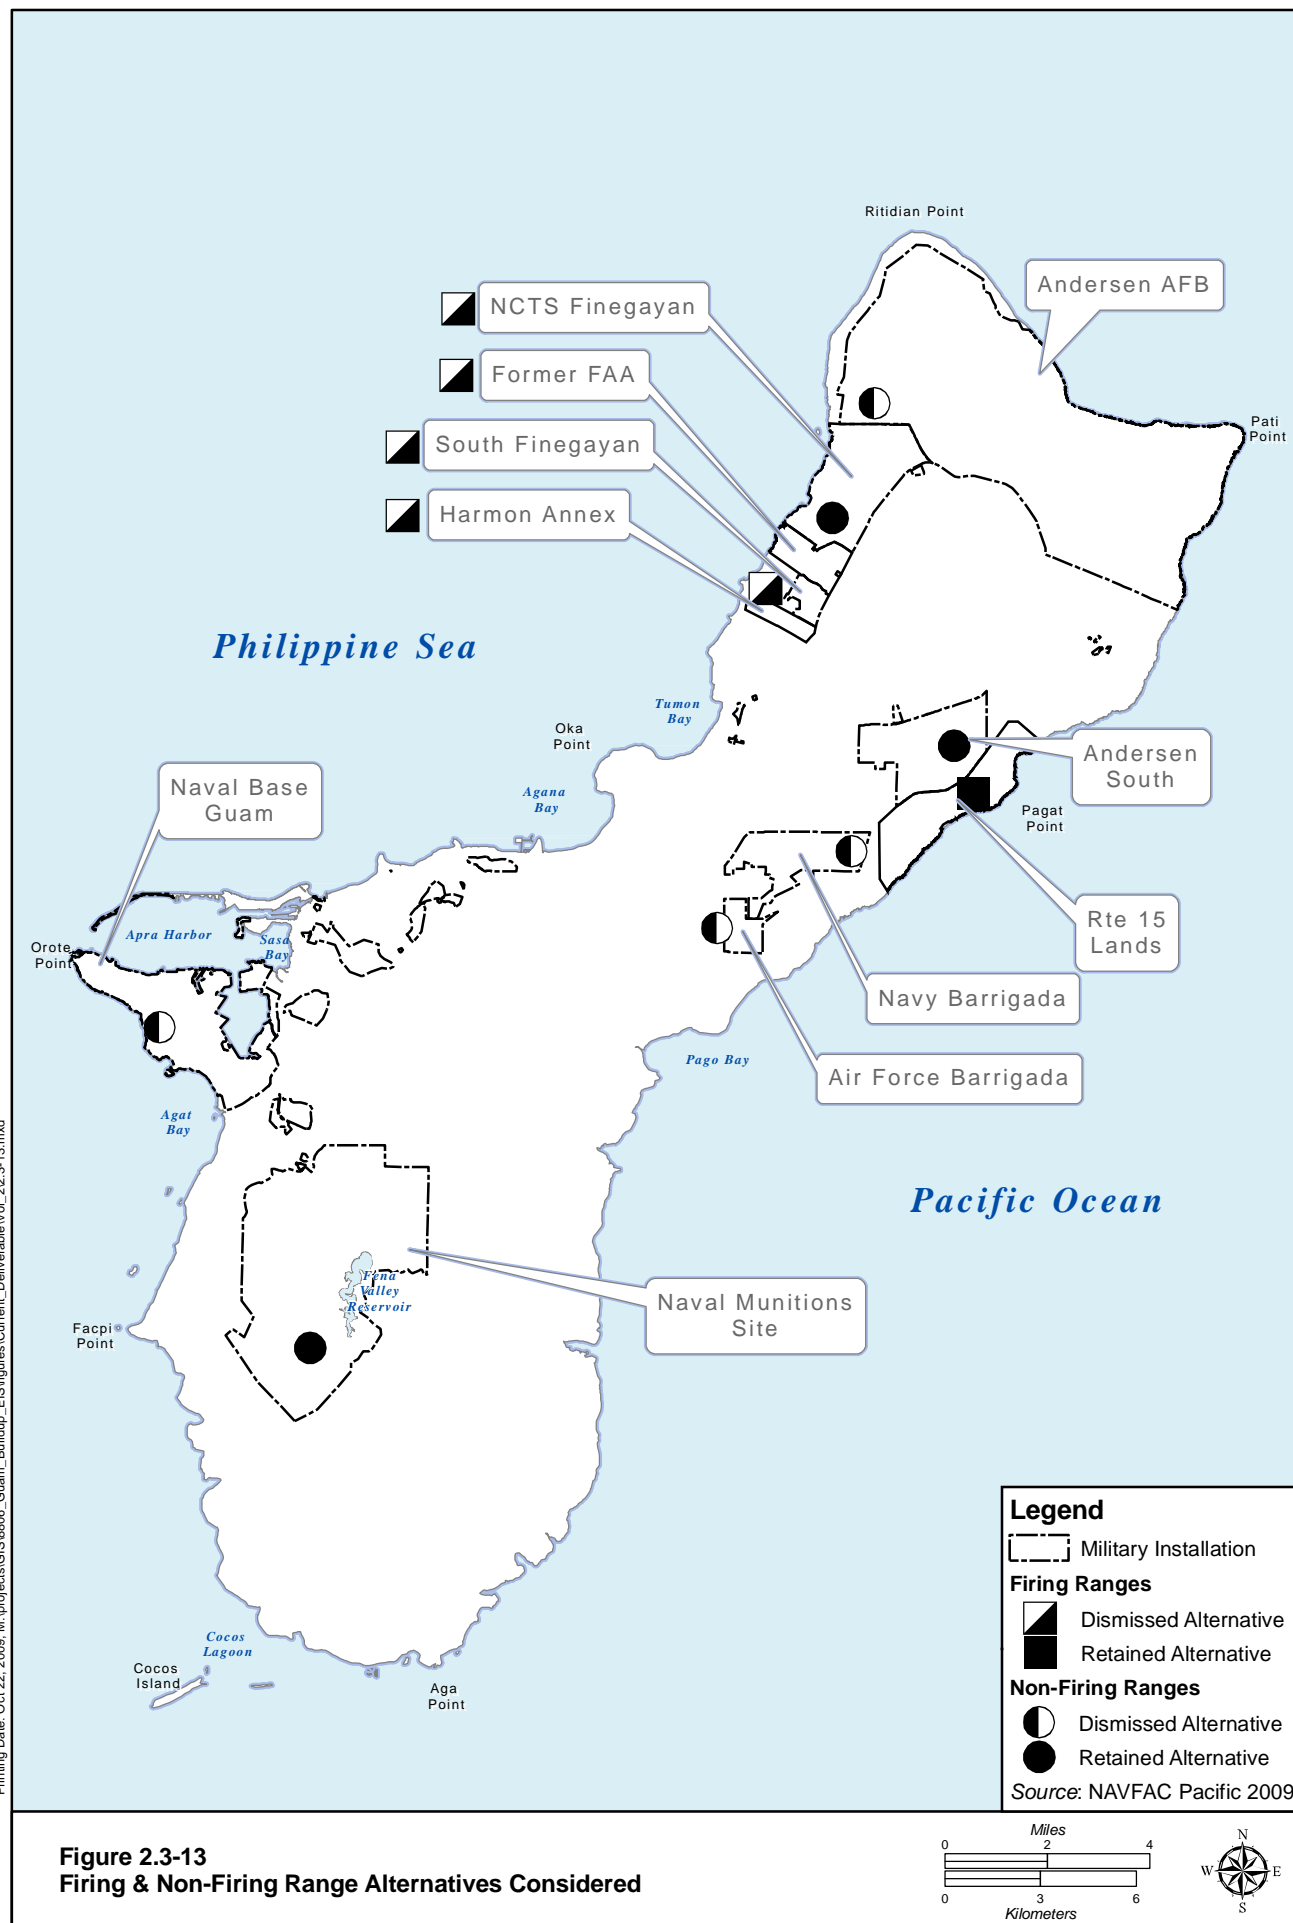 Ritidian Point
Andersen AFB
NCTS Finegayan
Former FAA
South Finegayan
Harmon Annex
Pati
Point
Philippine Sea
Tumon
Bay
Oka
Point
Agana
Bay
Andersen
South
Naval Base
Guam
Pagat
Point
Rte 15
Lands
Orote
Point
Apra Harbor
Sasa
Bay
Navy Barrigada
Pago Bay
Air Force Barrigada
Agat
Bay
Pacific Ocean
Fena
Valley
Reservoir
Naval Munitions
Site
Facpi
Point
Cocos
Lagoon
Cocos
Island
Aga
Point
Legend
Military Installation
Firing Ranges
Dismissed Alternative
Retained Alternative
Non-Firing Ranges
Dismissed Alternative
Retained Alternative
Source: NAVFAC Pacific 2009
Figure 2.3-13
Firing & Non-Firing Range Alternatives Considered
Miles
0 2 4
0 3 6
Kilometers
N
W E
S